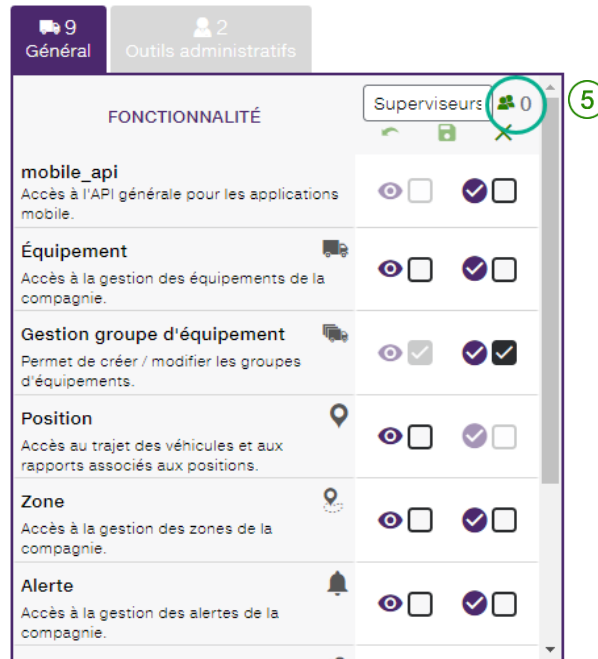 9
Général
2
Outils administratifs
FONCTIONNALITÉ
Superviseurs
0
5
mobile_api
Accès à l'API générale pour les applications
mobile.
Équipement
Accès à la gestion des équipements de la
compagnie.
Gestion groupe d'équipement
Permet de créer / modifier les groupes
d'équipements.
Position
Accès au trajet des véhicules et aux
rapports associés aux positions.
Zone
Accès à la gestion des zones de la
compagnie.
Alerte
Accès à la gestion des alertes de la
compagnie.